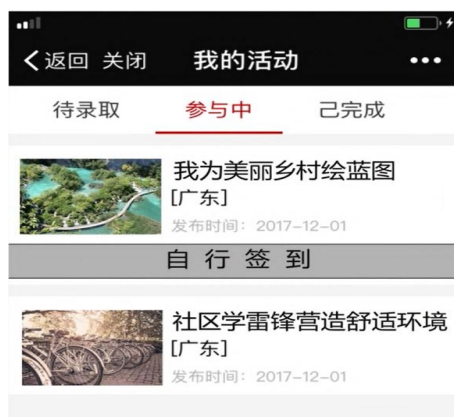 返回 关闭 我的活动
待录取 参与中 己完成
我为美丽乡村绘蓝图
[广东]
发布时间：2017-12-01
自行签到
社区学雷锋营造舒适环境
[广东]
发布时间：2017-12-01